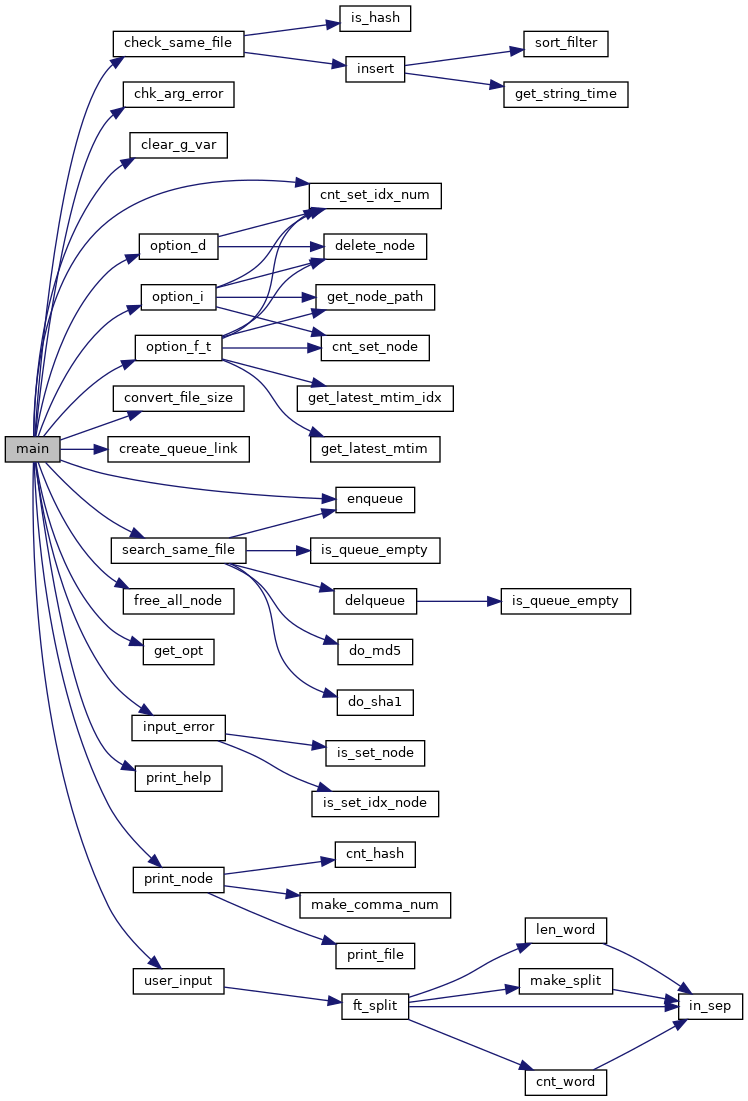 is_hash
check_same_file
sort_filter
insert
get_string_time
chk_arg_error
clear_g_var
cnt_set_idx_num
option_d
delete_node
option_i
get_node_path
option_f_t
cnt_set_node
convert_file_size
get_latest_mtim_idx
main
create_queue_link
get_latest_mtim
enqueue
search_same_file
is_queue_empty
free_all_node
delqueue
is_queue_empty
get_opt
do_md5
do_sha1
input_error
is_set_node
print_help
is_set_idx_node
cnt_hash
print_node
make_comma_num
print_file
len_word
user_input
make_split
ft_split
in_sep
cnt_word